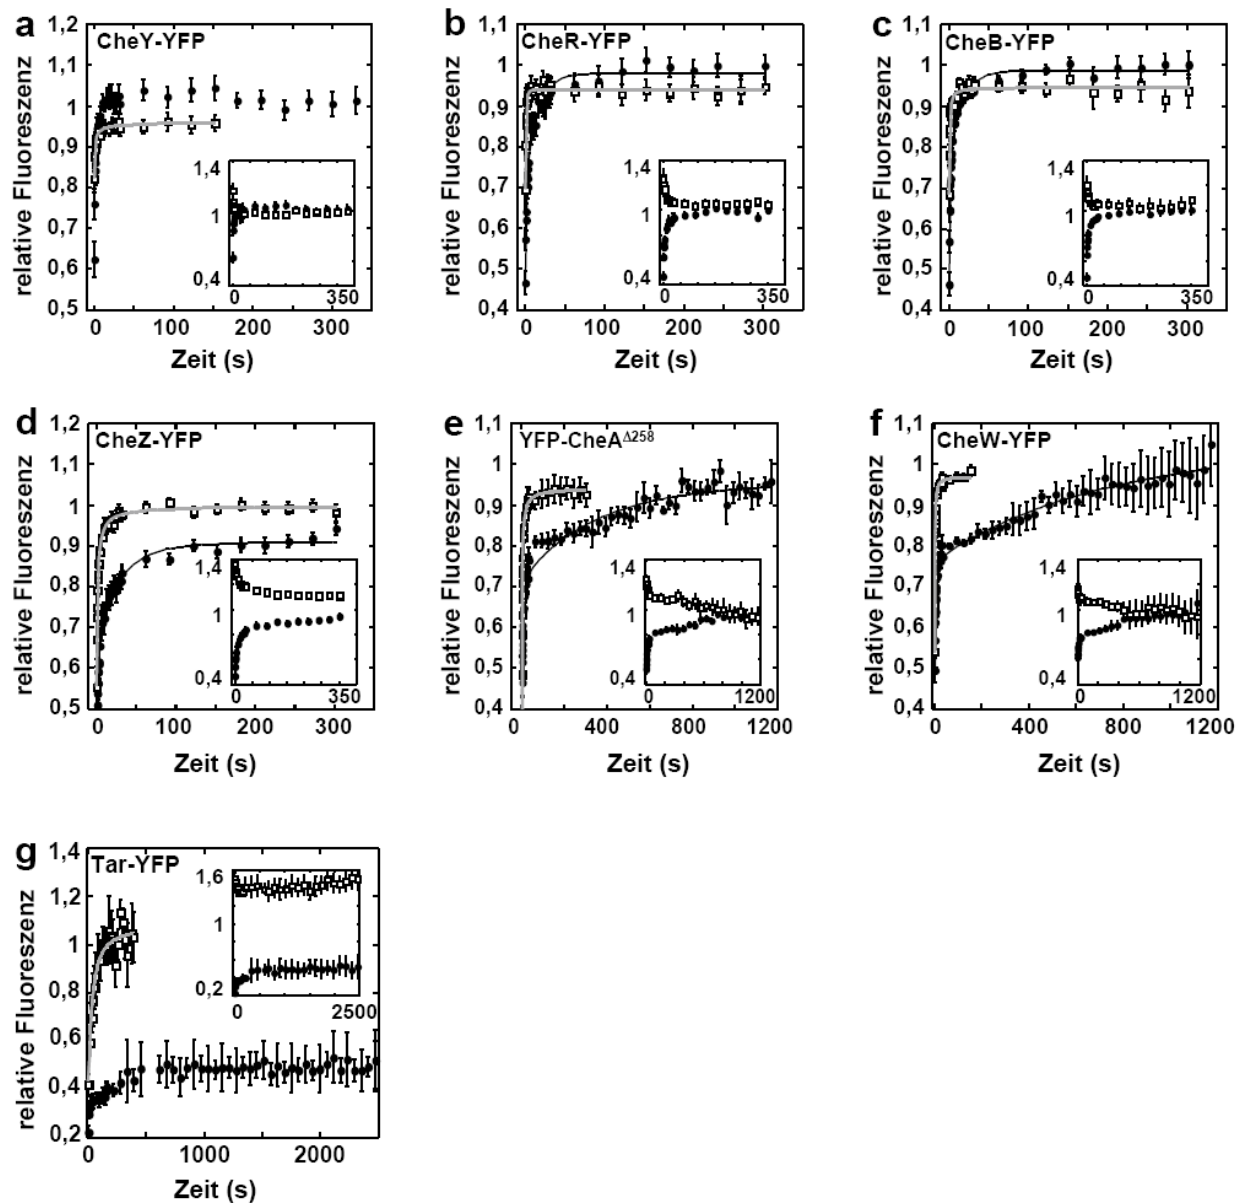 a
CheY-YFP
relative Fluoreszenz
1,2
1,1
1
0,9
0,8
0,7
0,6
0,5
0 100 200 300
Zeit (s)
1,4
1
0,4
0 350
b
CheR-YFP
relative Fluoreszenz
1,1
1
0,9
0,8
0,7
0,6
0,5
0,4
0 100 200 300
Zeit (s)
1,4
1
0,4
0 350
c
CheB-YFP
relative Fluoreszenz
1,1
1
0,9
0,8
0,7
0,6
0,5
0,4
0 100 200 300
Zeit (s)
1,4
1
0,4
0 350
d
CheZ-YFP
relative Fluoreszenz
1,2
1,1
1
0,9
0,8
0,7
0,6
0,5
0 100 200 300
Zeit (s)
1,4
1
0,4
0 350
e
YFP-CheA^Δ258
relative Fluoreszenz
1,1
1
0,9
0,8
0,7
0,6
0,5
0,4
0 400 800 1200
Zeit (s)
1,4
1
0,4
0 1200
f
CheW-YFP
relative Fluoreszenz
1,1
1
0,9
0,8
0,7
0,6
0,5
0,4
0 400 800 1200
Zeit (s)
1,4
1
0,4
0 1200
g
Tar-YFP
relative Fluoreszenz
1,4
1,2
1
0,8
0,6
0,4
0,2
0 1000 2000
Zeit (s)
1,6
1
0,2
0 2500